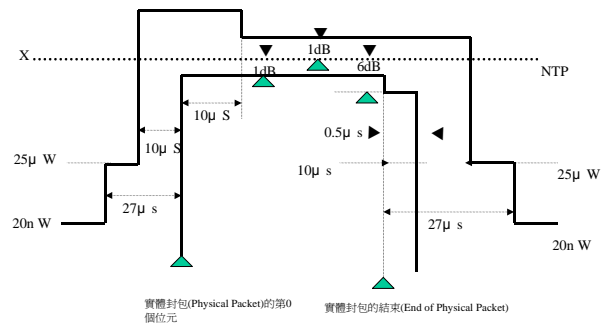 X
1dB
1dB
6dB
NTP
10µ S
0.5µ s
10µ S
25µ W
10µ s
25µ W
27µ s
27µ s
20n W
20n W
實體封包(Physical Packet)的第0
個位元
實體封包的結束(End of Physical Packet)